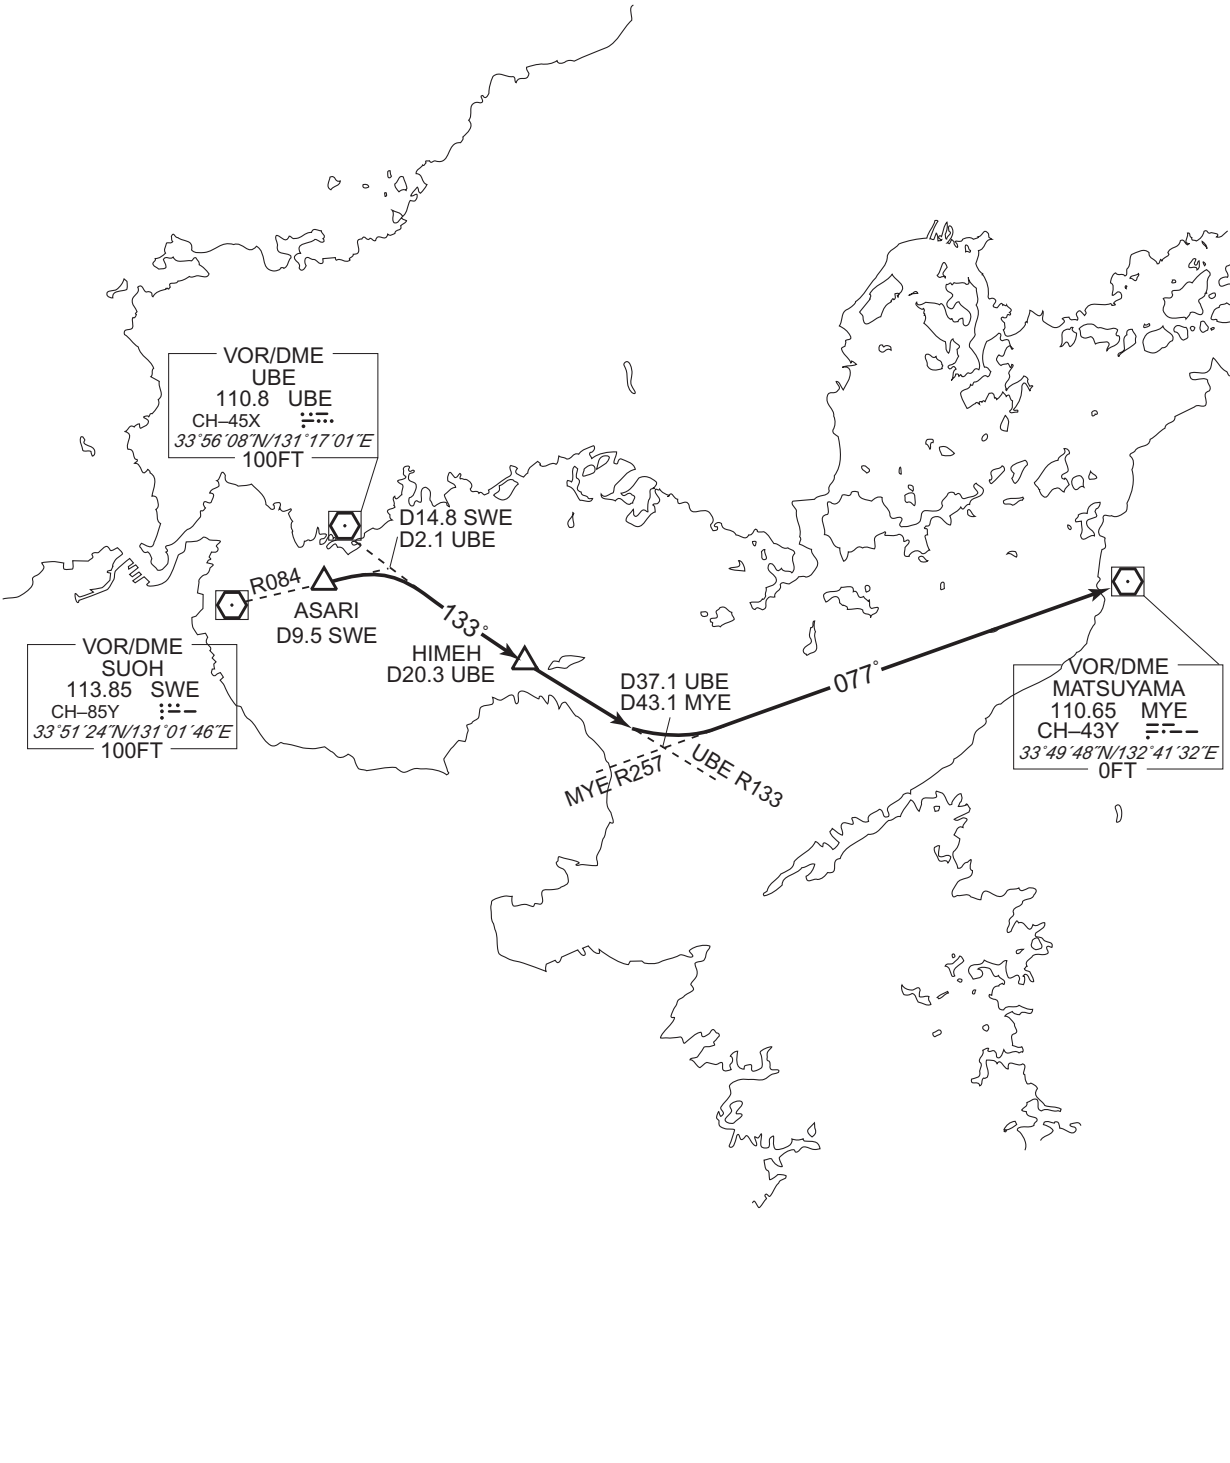 VOR/DME
UBE
110.8 UBE
CH–45X
33°56′08″N/131°17′01″E
100FT
D14.8 SWE
D2.1 UBE
R084
ASARI
D9.5 SWE
133°
HIMEH
D20.3 UBE
VOR/DME
SUOH
113.85 SWE
CH–85Y
33°51′24″N/131°01′46″E
100FT
D37.1 UBE
D43.1 MYE
077°
MYE R257
UBE R133
VOR/DME
MATSUYAMA
110.65 MYE
CH–43Y
33°49′48″N/132°41′32″E
0FT